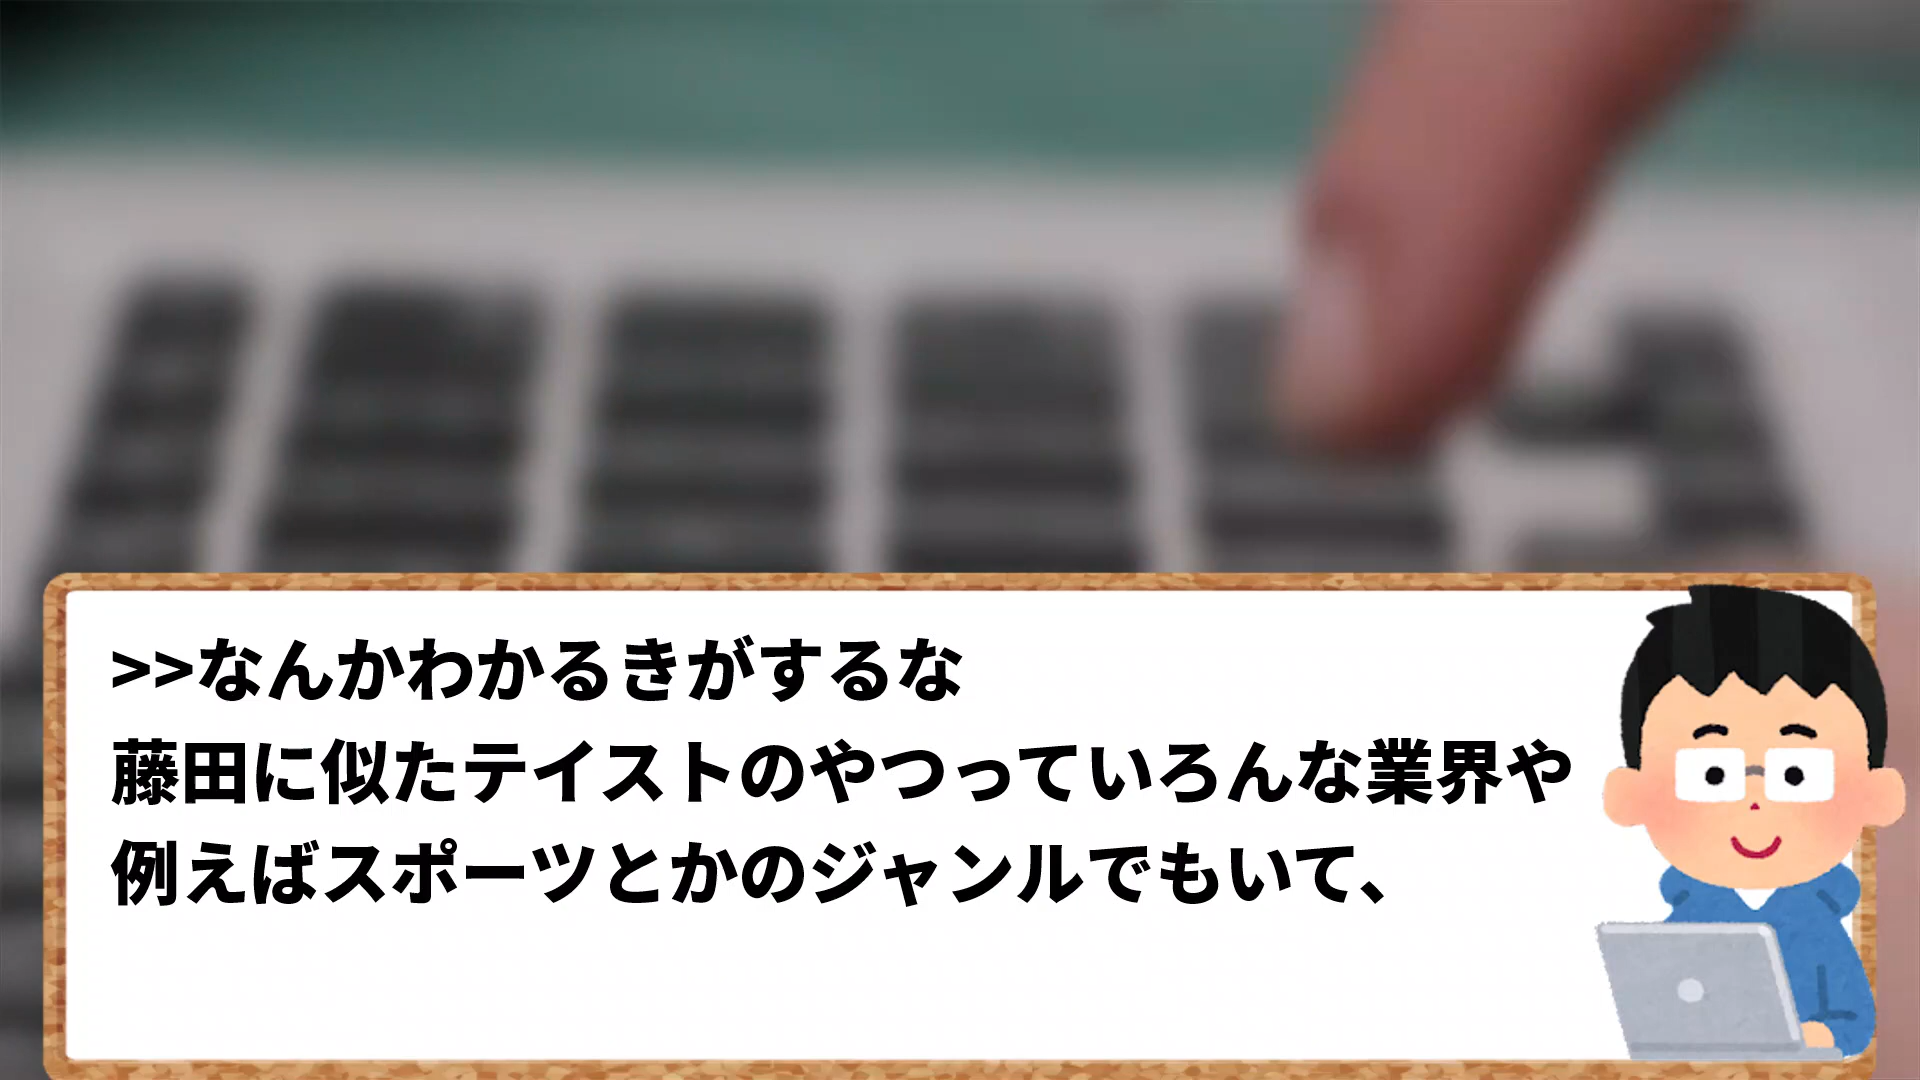 >>なんかわかるきがするな
藤田に似たテイストのやつっていろんな業界や
例えばスポーツとかのジャンルでもいて、